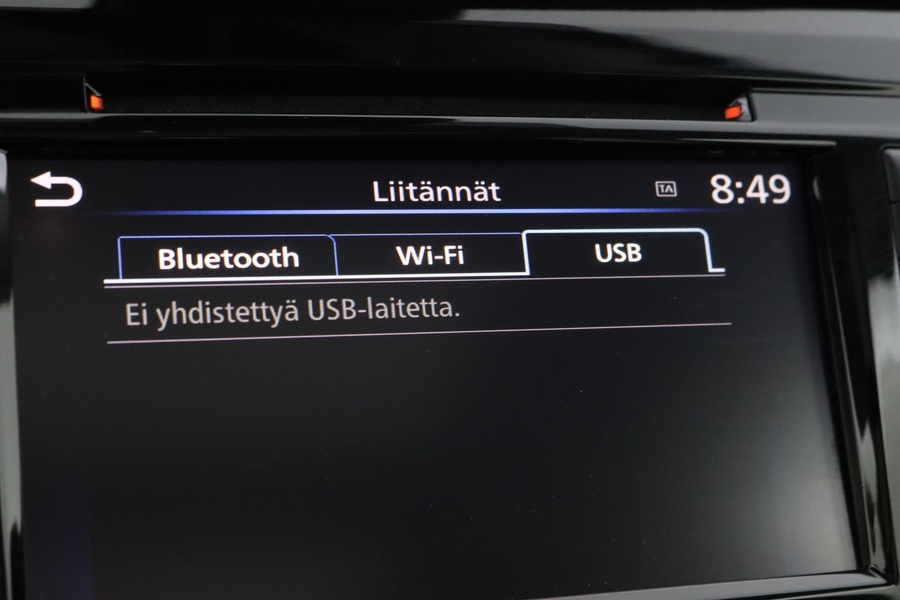 Liitännät TA 8:49
Bluetooth Wi-Fi USB
Ei yhdistettyä USB-laitetta.